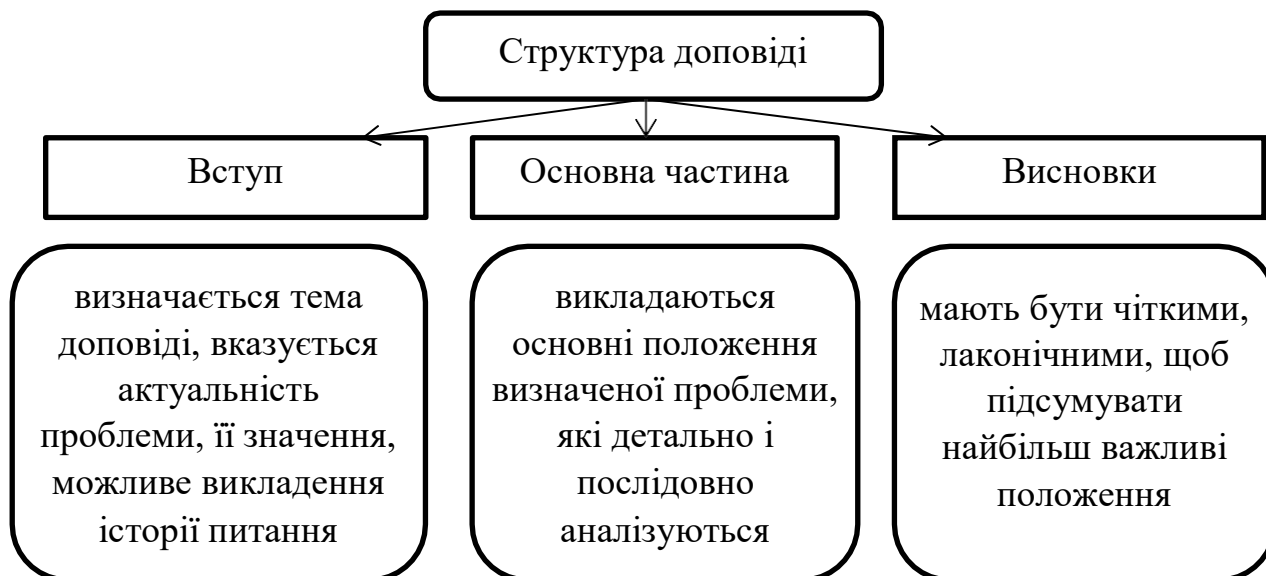 Структура доповіді
Вступ
Основна частина
Висновки
визначається тема
доповіді, вказується
актуальність
проблеми, її значення,
можливе викладення
історії питання
викладаються
основні положення
визначеної проблеми,
які детально і
послідовно
аналізуються
мають бути чіткими,
лаконічними, щоб
підсумувати
найбільш важливі
положення